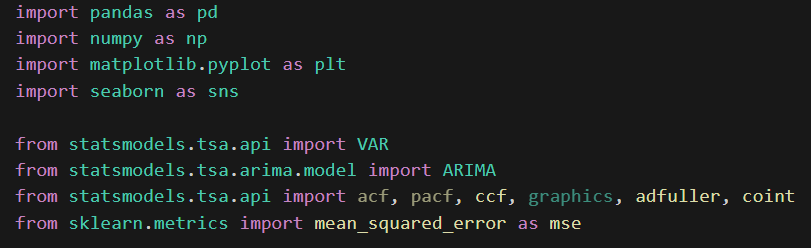 import pandas as pd
import numpy as np
import matplotlib.pyplot as plt
import seaborn as sns
from statsmodels.tsa.api import VAR
from statsmodels.tsa.arima.model import ARIMA
from statsmodels.tsa.api import acf, pacf, ccf, graphics, adfuller, coint
from sklearn.metrics import mean_squared_error as mse